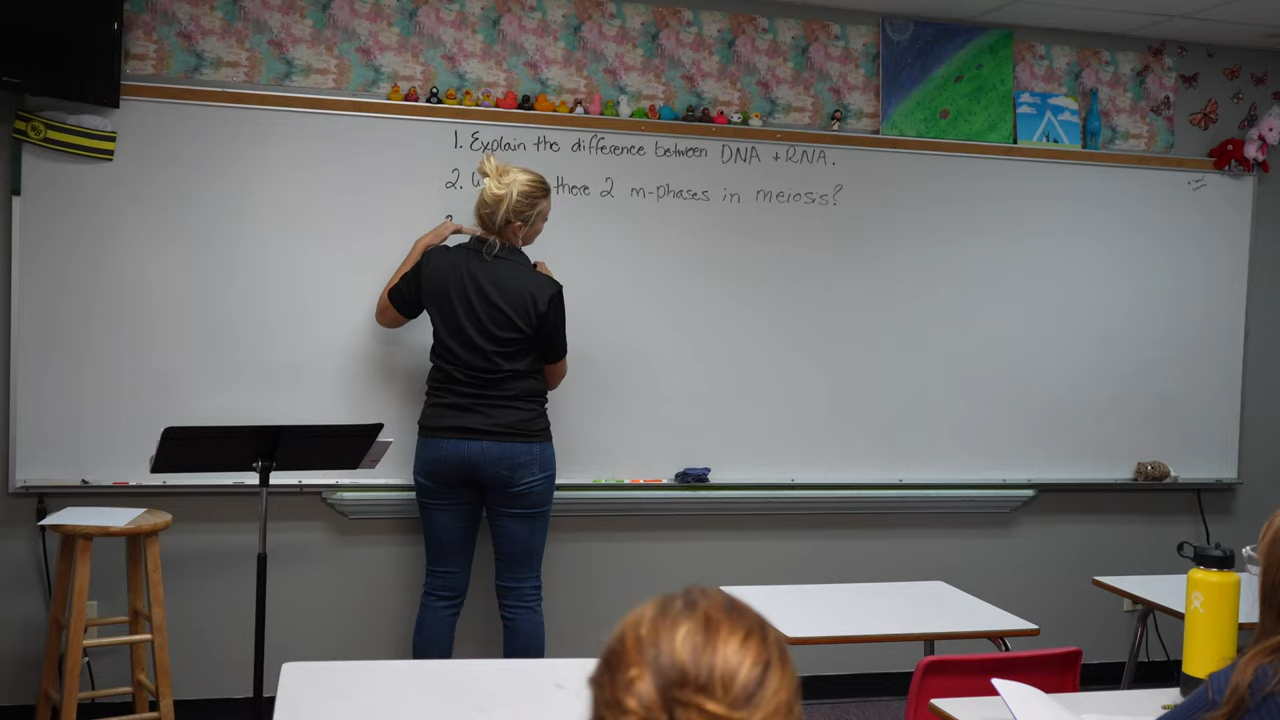 1. Explain the difference between DNA + RNA.
2. there 2 m-phases in meiosis?